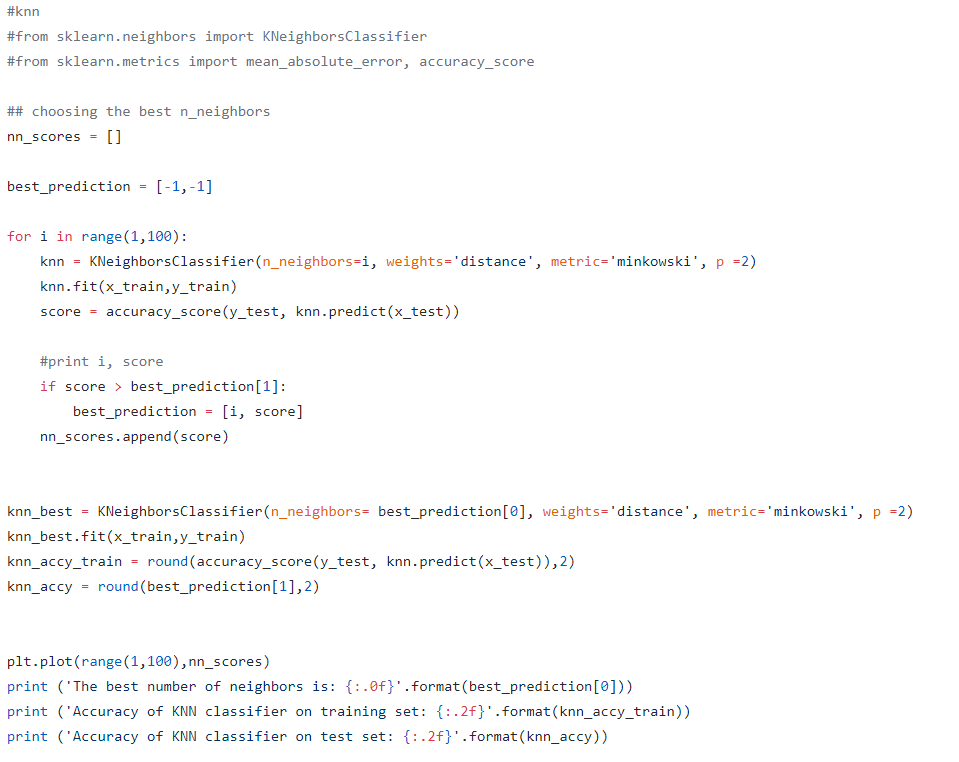 #knn
#from sklearn.neighbors import KNeighborsClassifier
#from sklearn.metrics import mean_absolute_error, accuracy_score
## choosing the best n_neighbors
nn_scores = []
best_prediction = [-1,-1]
for i in range(1,100):
    knn = KNeighborsClassifier(n_neighbors=i, weights='distance', metric='minkowski', p =2)
    knn.fit(x_train,y_train)
    score = accuracy_score(y_test, knn.predict(x_test))
    #print i, score
    if score > best_prediction[1]:
        best_prediction = [i, score]
    nn_scores.append(score)
knn_best = KNeighborsClassifier(n_neighbors= best_prediction[0], weights='distance', metric='minkowski', p =2)
knn_best.fit(x_train,y_train)
knn_accy_train = round(accuracy_score(y_test, knn.predict(x_test)),2)
knn_accy = round(best_prediction[1],2)
plt.plot(range(1,100),nn_scores)
print ('The best number of neighbors is: {:.0f}'.format(best_prediction[0]))
print ('Accuracy of KNN classifier on training set: {:.2f}'.format(knn_accy_train))
print ('Accuracy of KNN classifier on test set: {:.2f}'.format(knn_accy))